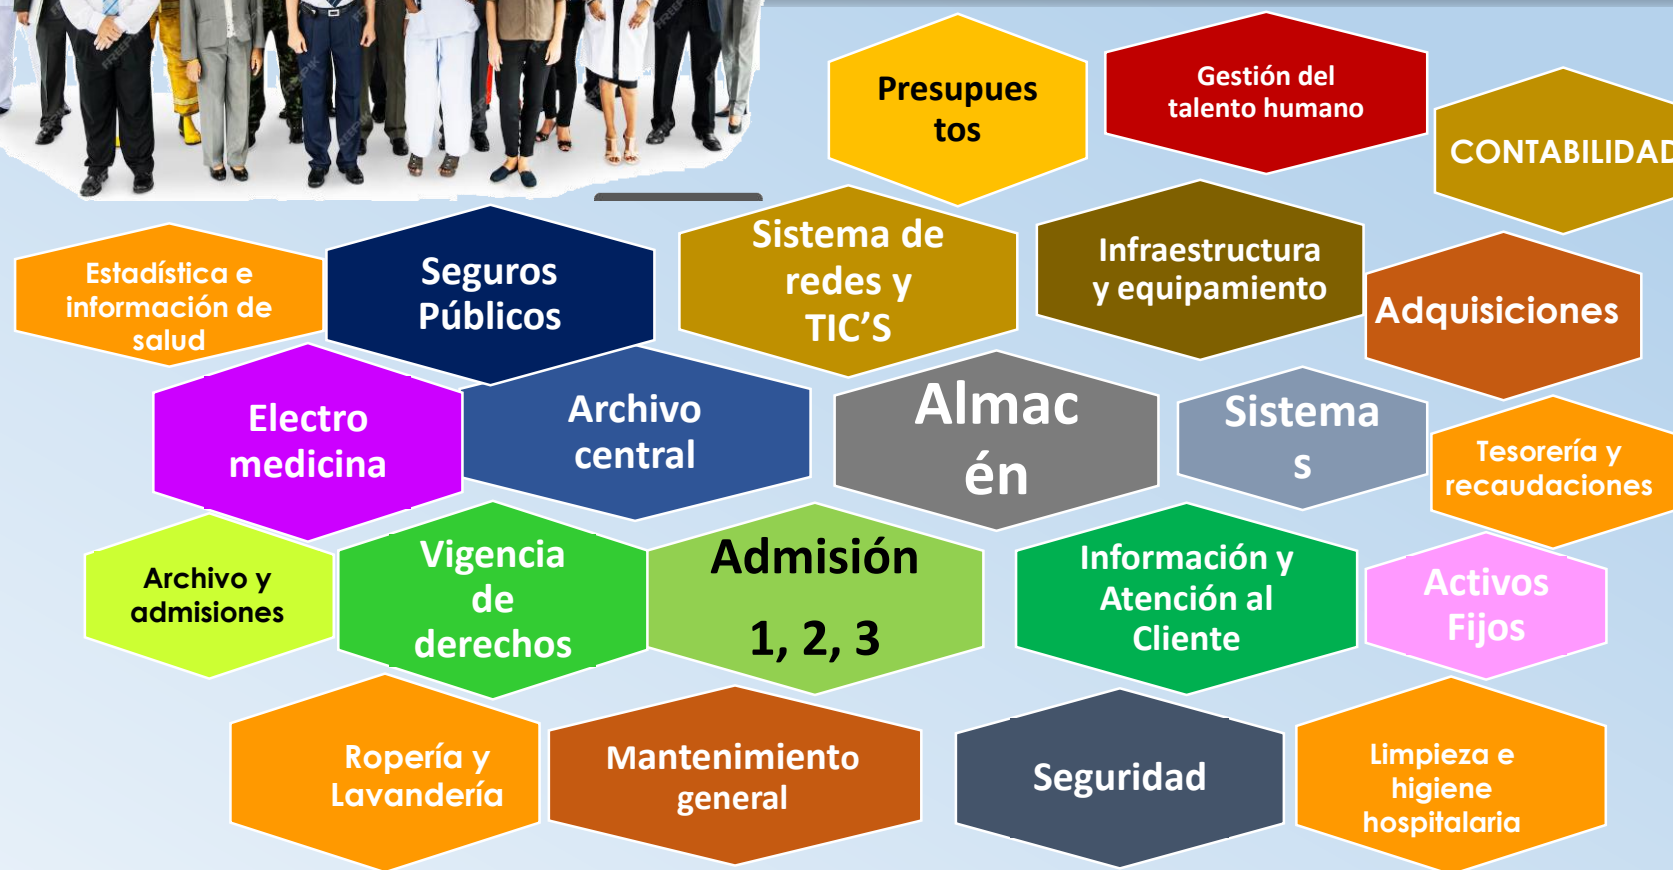 Presupues
tos
Gestión del
talento humano
CONTABILIDAD
Estadística e
información de
salud
Seguros
Públicos
Sistema de
redes y
TIC’S
Infraestructura
y equipamiento
Adquisiciones
Electro
medicina
Archivo
central
Almac
én
Sistema
s
Tesorería y
recaudaciones
Archivo y
admisiones
Vigencia
de
derechos
Admisión
1, 2, 3
Información y
Atención al
Cliente
Activos
Fijos
Ropería y
Lavandería
Mantenimiento
general
Seguridad
Limpieza e
higiene
hospitalaria